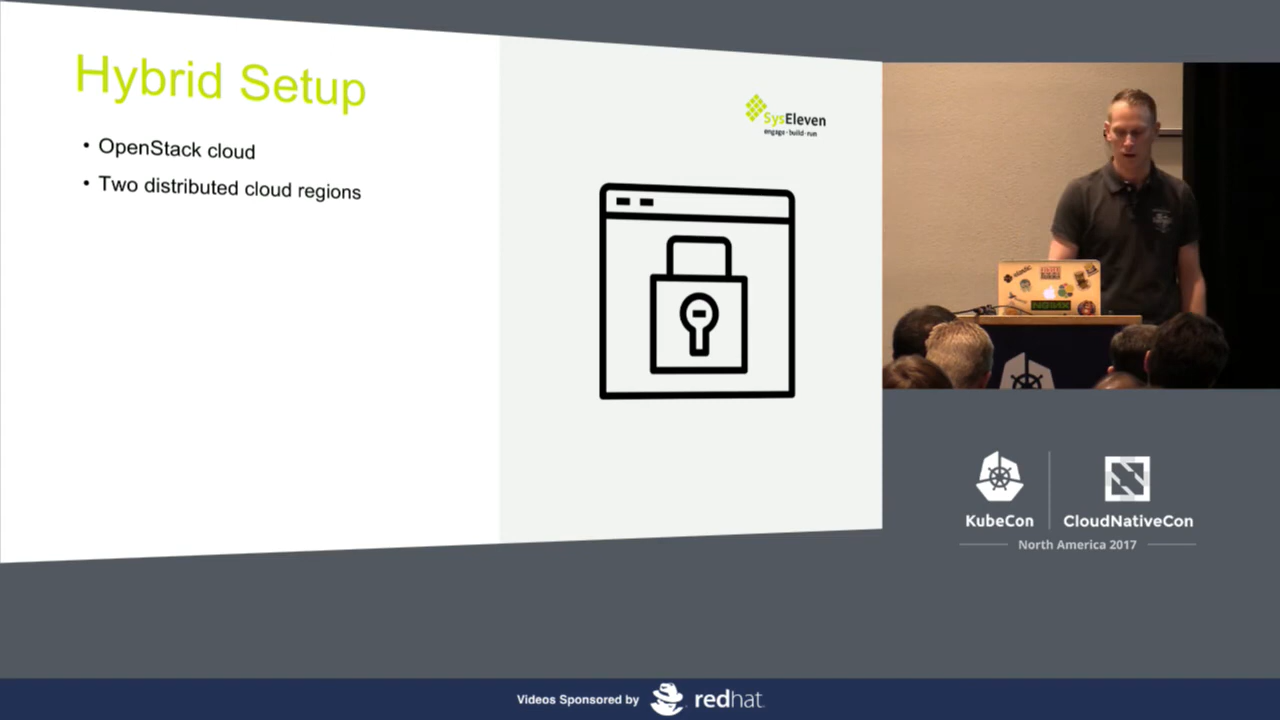 Hybrid Setup
• OpenStack cloud
• Two distributed cloud regions
SysEleven
engage·build·run
KubeCon
CloudNativeCon
North America 2017
Videos Sponsored by
redhat.